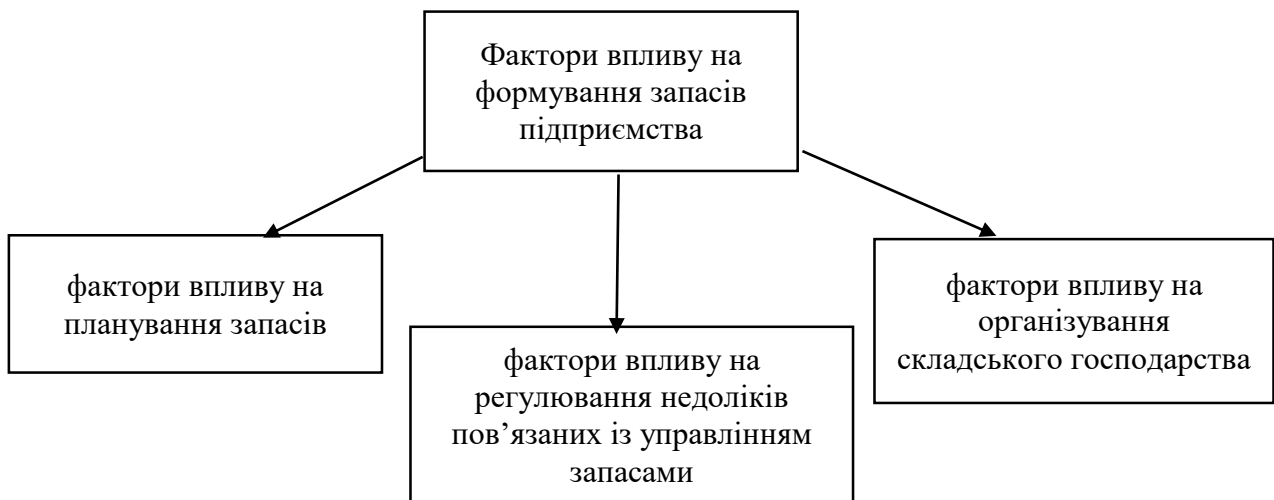 Фактори впливу на
формування запасів
підприємства
фактори впливу на
планування запасів
фактори впливу на
регулювання недоліків
пов’язаних із управлінням
запасами
фактори впливу на
організування
складського господарства